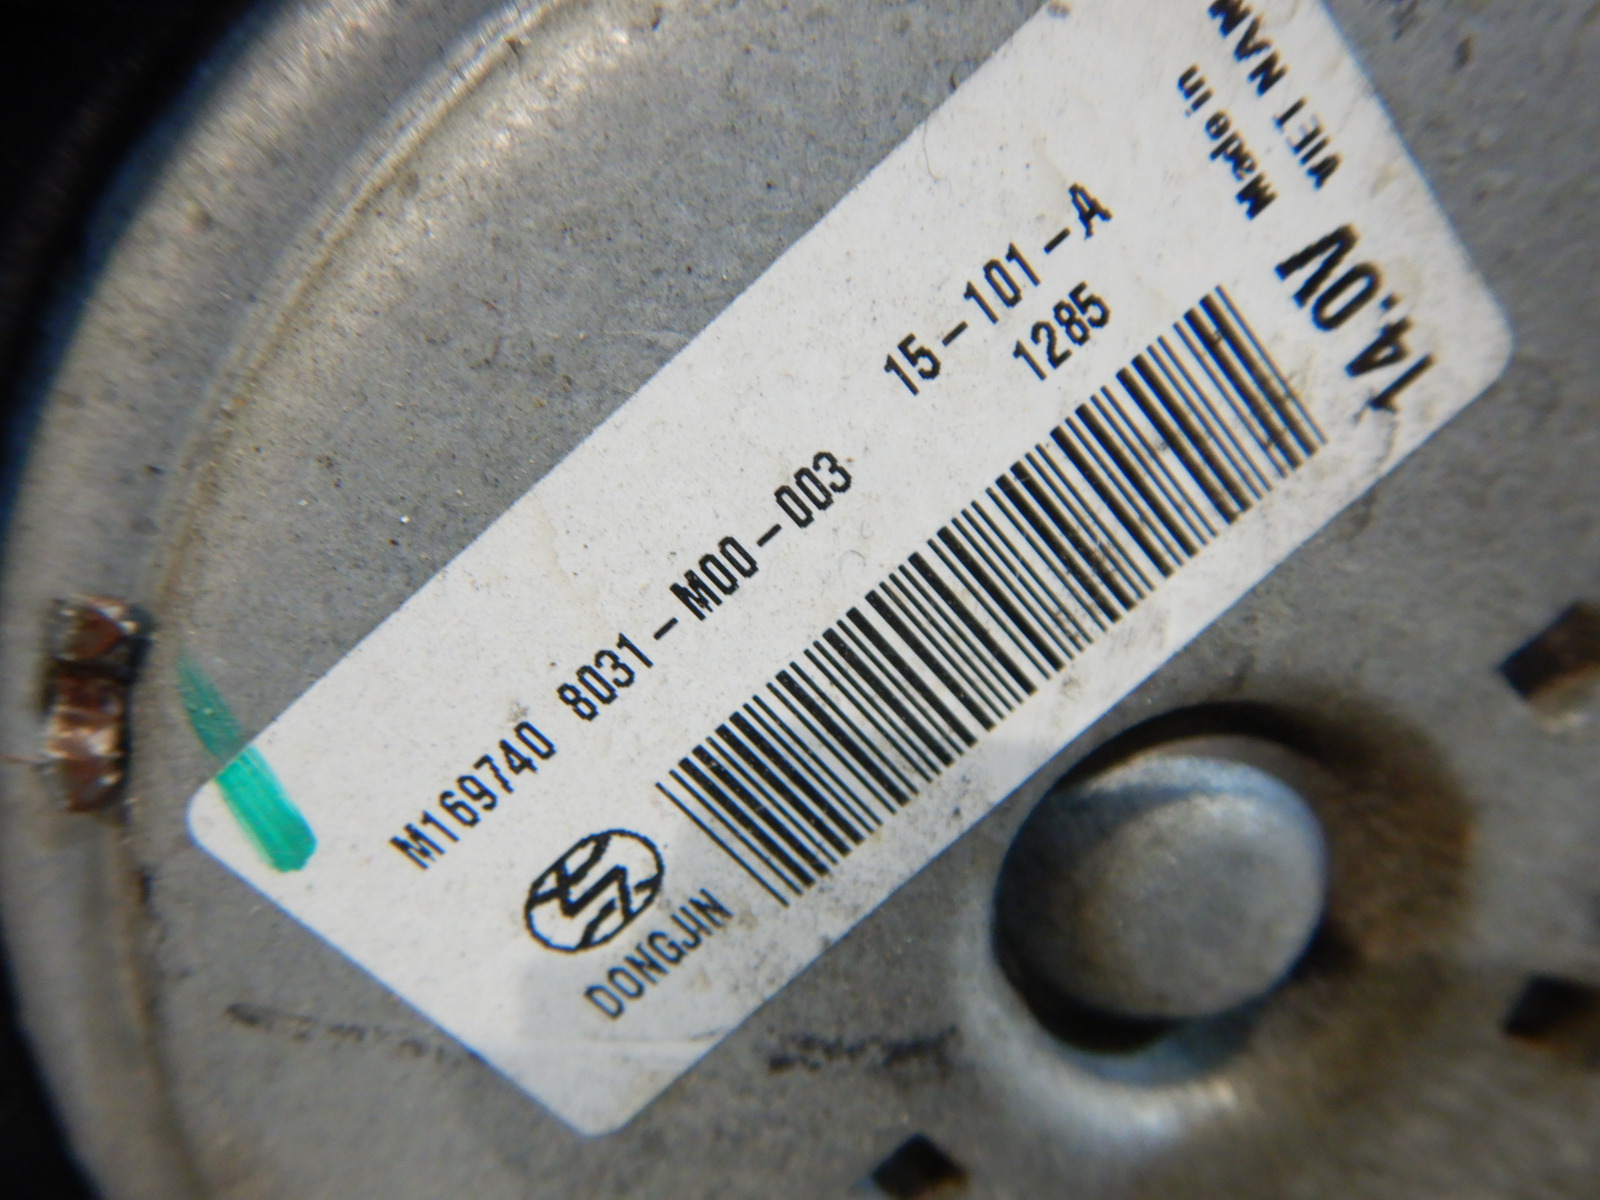 M169740 8031-M00-003 15-101-A
1285
DONGJIN
14.0V
Made in
VIET NAM